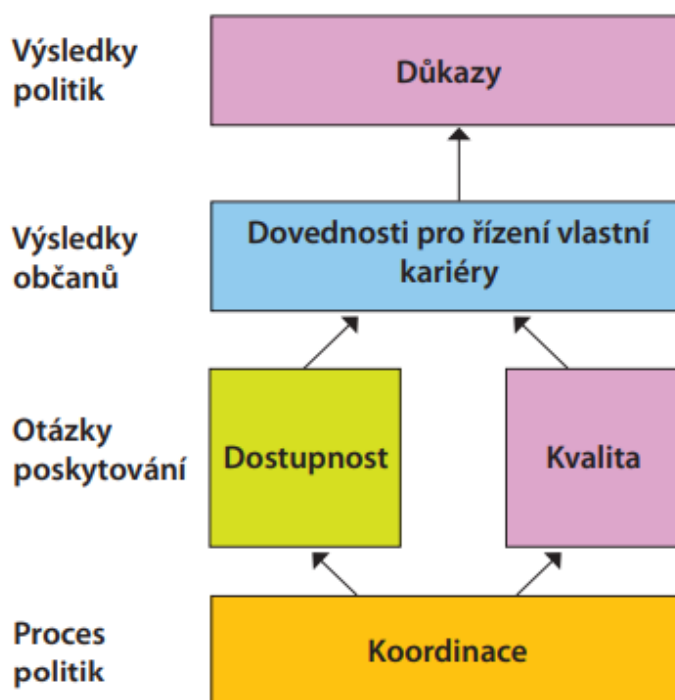 Výsledky
politik
Důkazy
Výsledky
občanů
Dovednosti pro řízení vlastní
kariéry
Otázky
poskytování
Dostupnost
Kvalita
Proces
politik
Koordinace